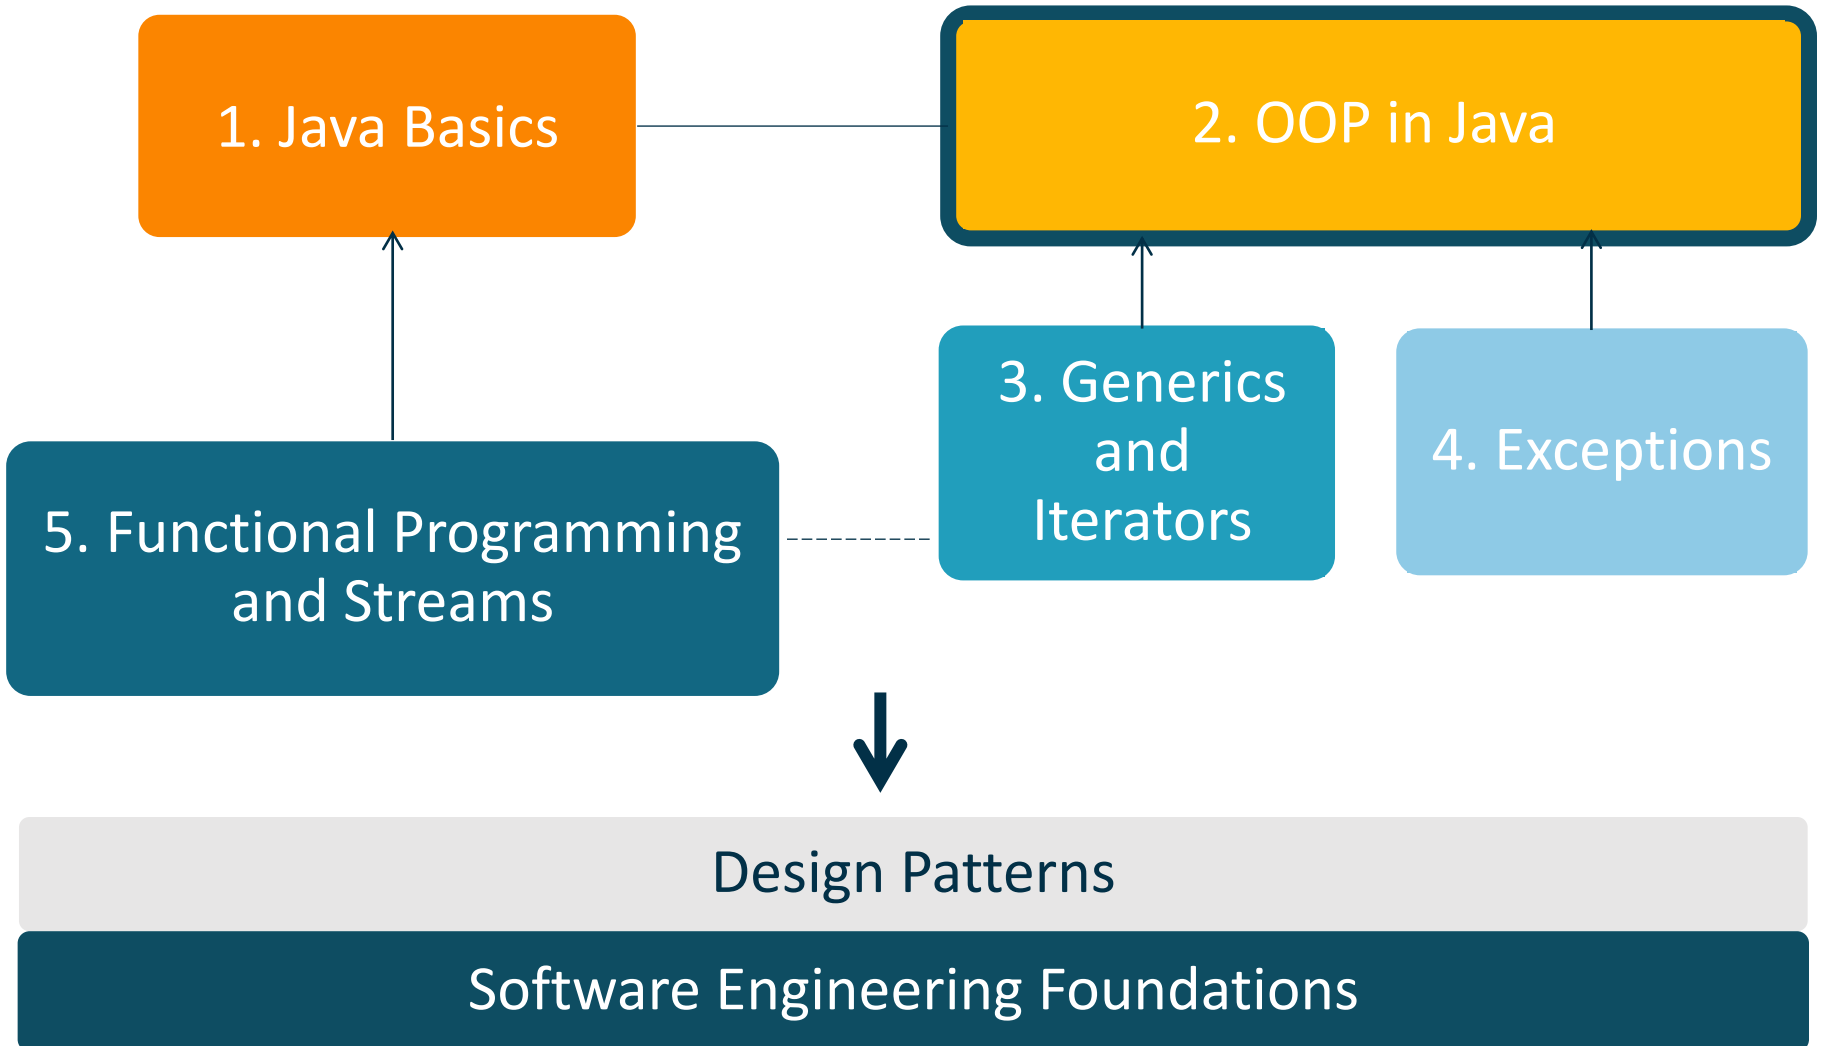 1. Java Basics
2. OOP in Java
3. Generics
and
Iterators
4. Exceptions
5. Functional Programming
and Streams
Design Patterns
Software Engineering Foundations